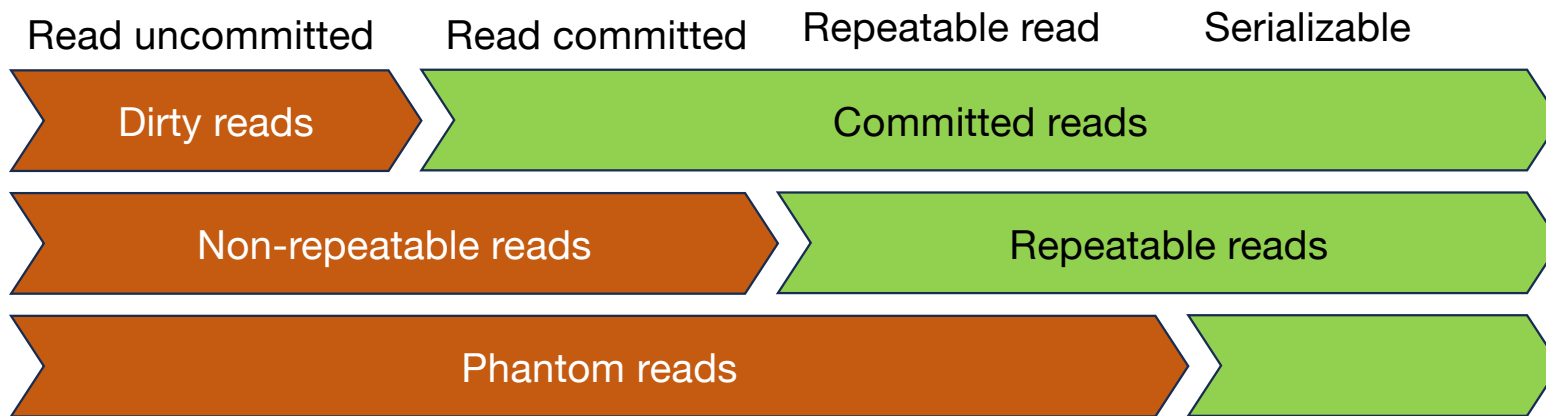 Read uncommitted Read committed Repeatable read Serializable
Dirty reads Committed reads
Non-repeatable reads Repeatable reads
Phantom reads